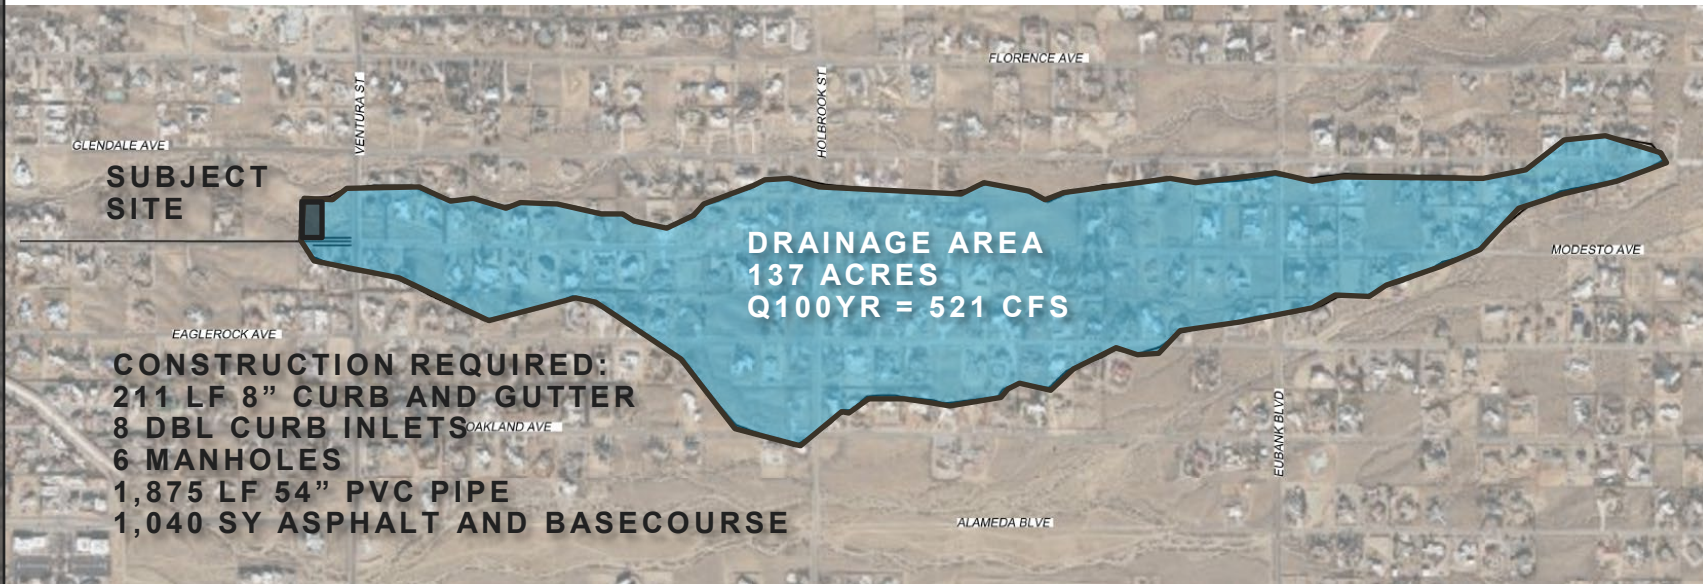 FLORENCE AVE
VENTURA ST
HOLBROOK ST
GLENDALE AVE
SUBJECT
SITE
DRAINAGE AREA
137 ACRES
Q100YR = 521 CFS
MODESTO AVE
EAGLEROCK AVE
CONSTRUCTION REQUIRED:
211 LF 8” CURB AND GUTTER
8 DBL CURB INLETS
OAKLAND AVE
6 MANHOLES
1,875 LF 54” PVC PIPE
1,040 SY ASPHALT AND BASECOURSE
EUBANK BLVD
ALAMEDA BLVE